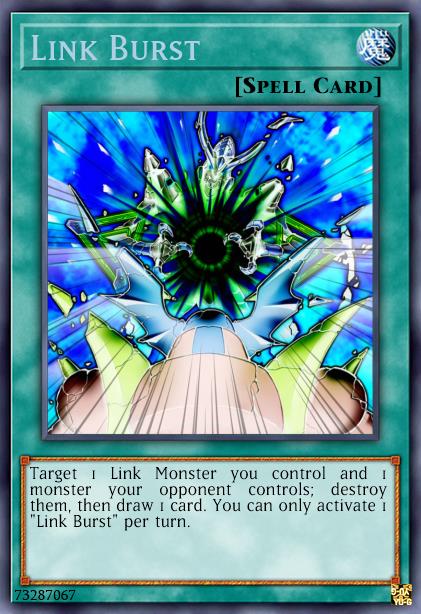 Link Burst
魔
[Spell Card]
Target 1 Link Monster you control and 1
monster your opponent controls; destroy
them, then draw 1 card. You can only activate 1
"Link Burst" per turn.
73287067